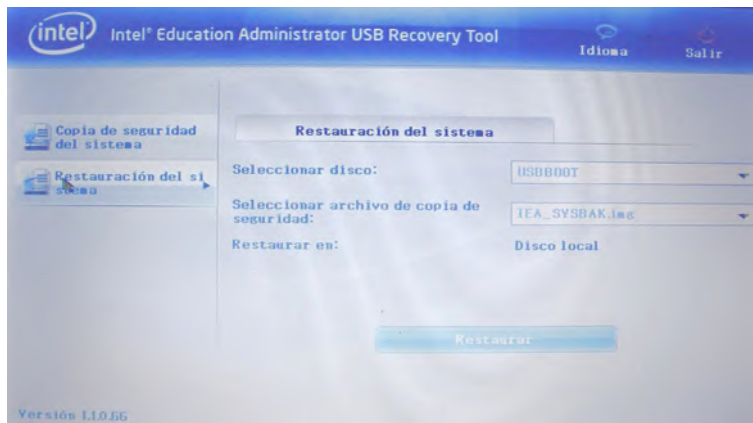 intel Intel® Education Administrator USB Recovery Tool
Idioma
Salir
Copia de seguridad
del sistema
Restauración del si
stema
Restauración del sistema
Seleccionar disco:
USBBOOT
Seleccionar archivo de copia de
seguridad:
IEA_SYSBAK.img
Restaurar en:
Disco local
Restaurar
Versión 1.1.0.66